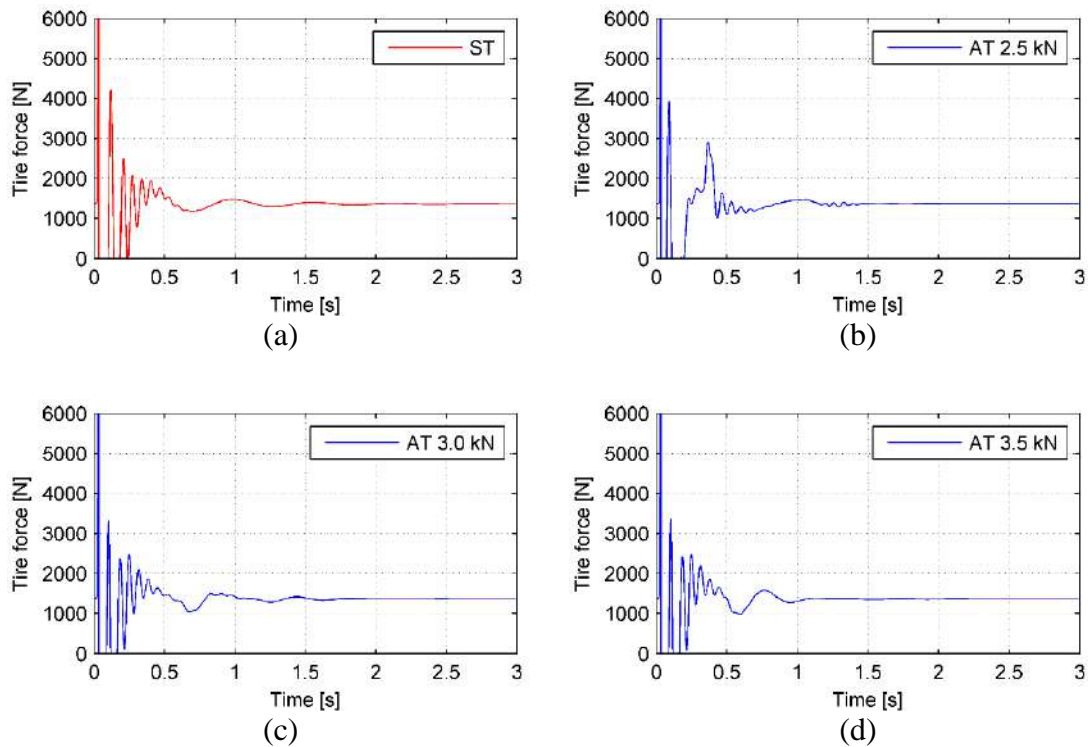 6000
5000
4000
3000
2000
1000
0
Tire force [N]
ST
0 0.5 1 1.5 2 2.5 3
Time [s]
(a)
6000
5000
4000
3000
2000
1000
0
Tire force [N]
AT 2.5 kN
0 0.5 1 1.5 2 2.5 3
Time [s]
(b)
6000
5000
4000
3000
2000
1000
0
Tire force [N]
AT 3.0 kN
0 0.5 1 1.5 2 2.5 3
Time [s]
(c)
6000
5000
4000
3000
2000
1000
0
Tire force [N]
AT 3.5 kN
0 0.5 1 1.5 2 2.5 3
Time [s]
(d)